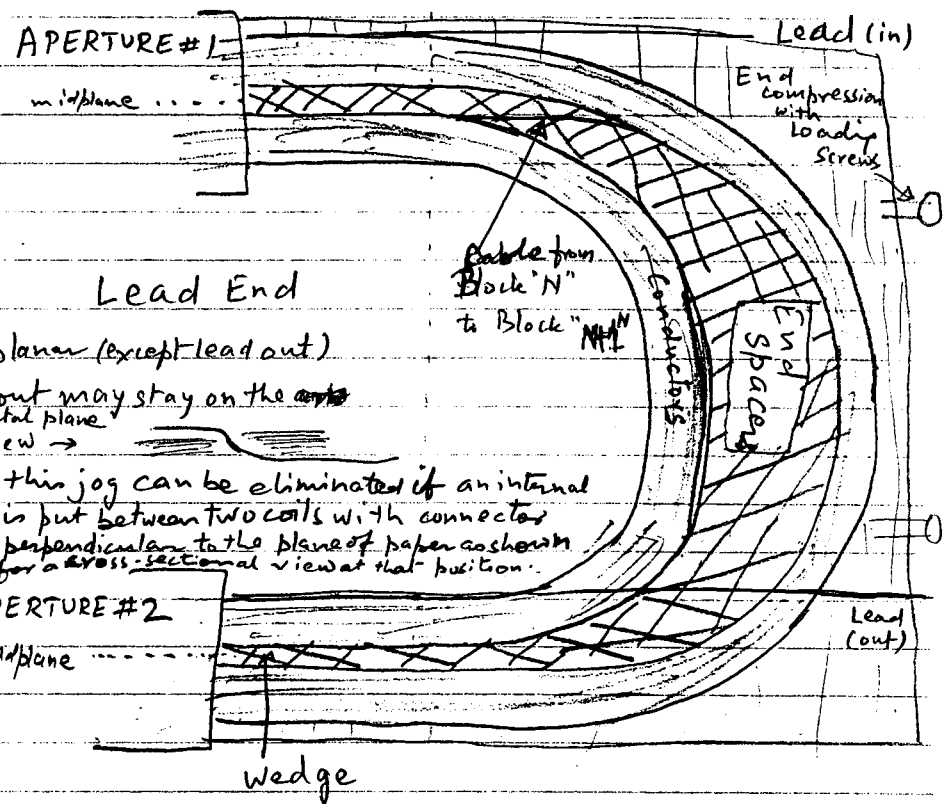 APERTURE #1
Lead (in)
midplane
End
compression
with
Loading
Screws
from
Block "N"
to Block "N+1"
Lead End
Conductors
End
Spacers
planar (except lead out)
out may stay on the
tal plane
ew →
this jog can be eliminated if an internal
is put between two coils with connector
perpendicular to the plane of paper as shown
for a cross-sectional view at that position.
PERTURE #2
Lead
(out)
idplane
Wedge